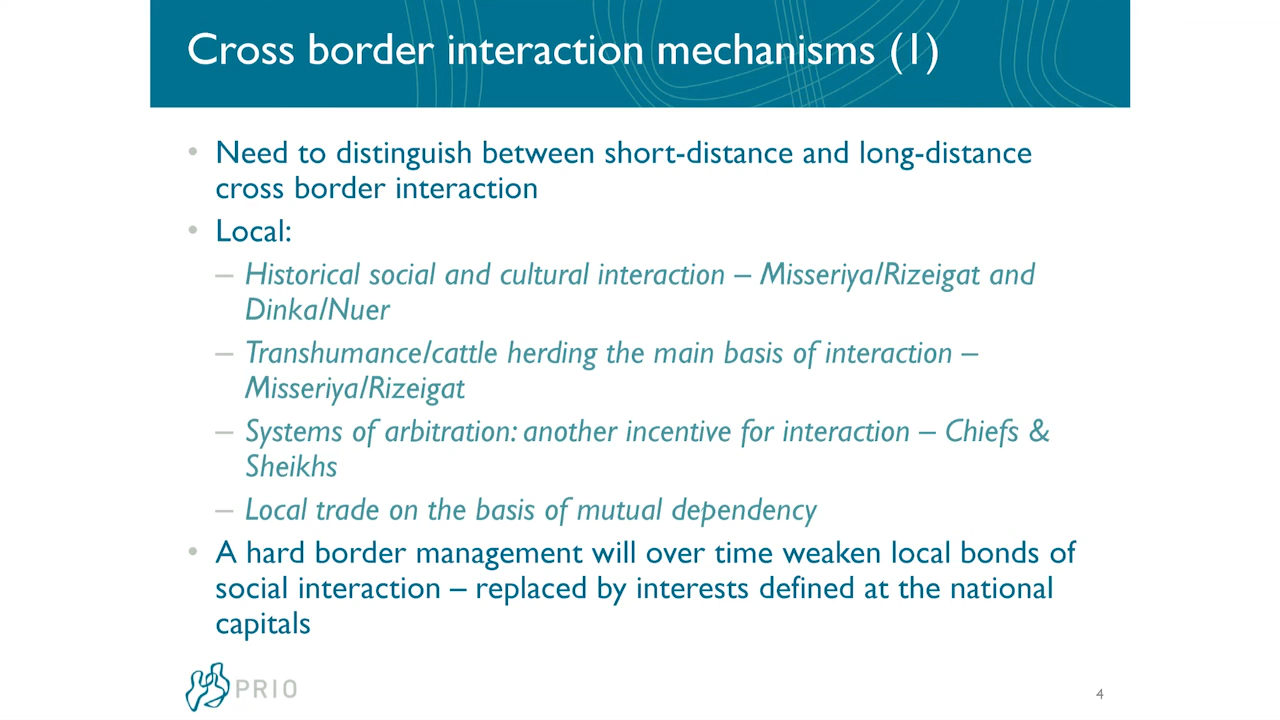 Cross border interaction mechanisms (1)
• Need to distinguish between short-distance and long-distance
cross border interaction
• Local:
– Historical social and cultural interaction – Misseriya/Rizeigat and
Dinka/Nuer
– Transhumance/cattle herding the main basis of interaction –
Misseriya/Rizeigat
– Systems of arbitration: another incentive for interaction – Chiefs &
Sheikhs
– Local trade on the basis of mutual dependency
• A hard border management will over time weaken local bonds of
social interaction – replaced by interests defined at the national
capitals
PRIO
4